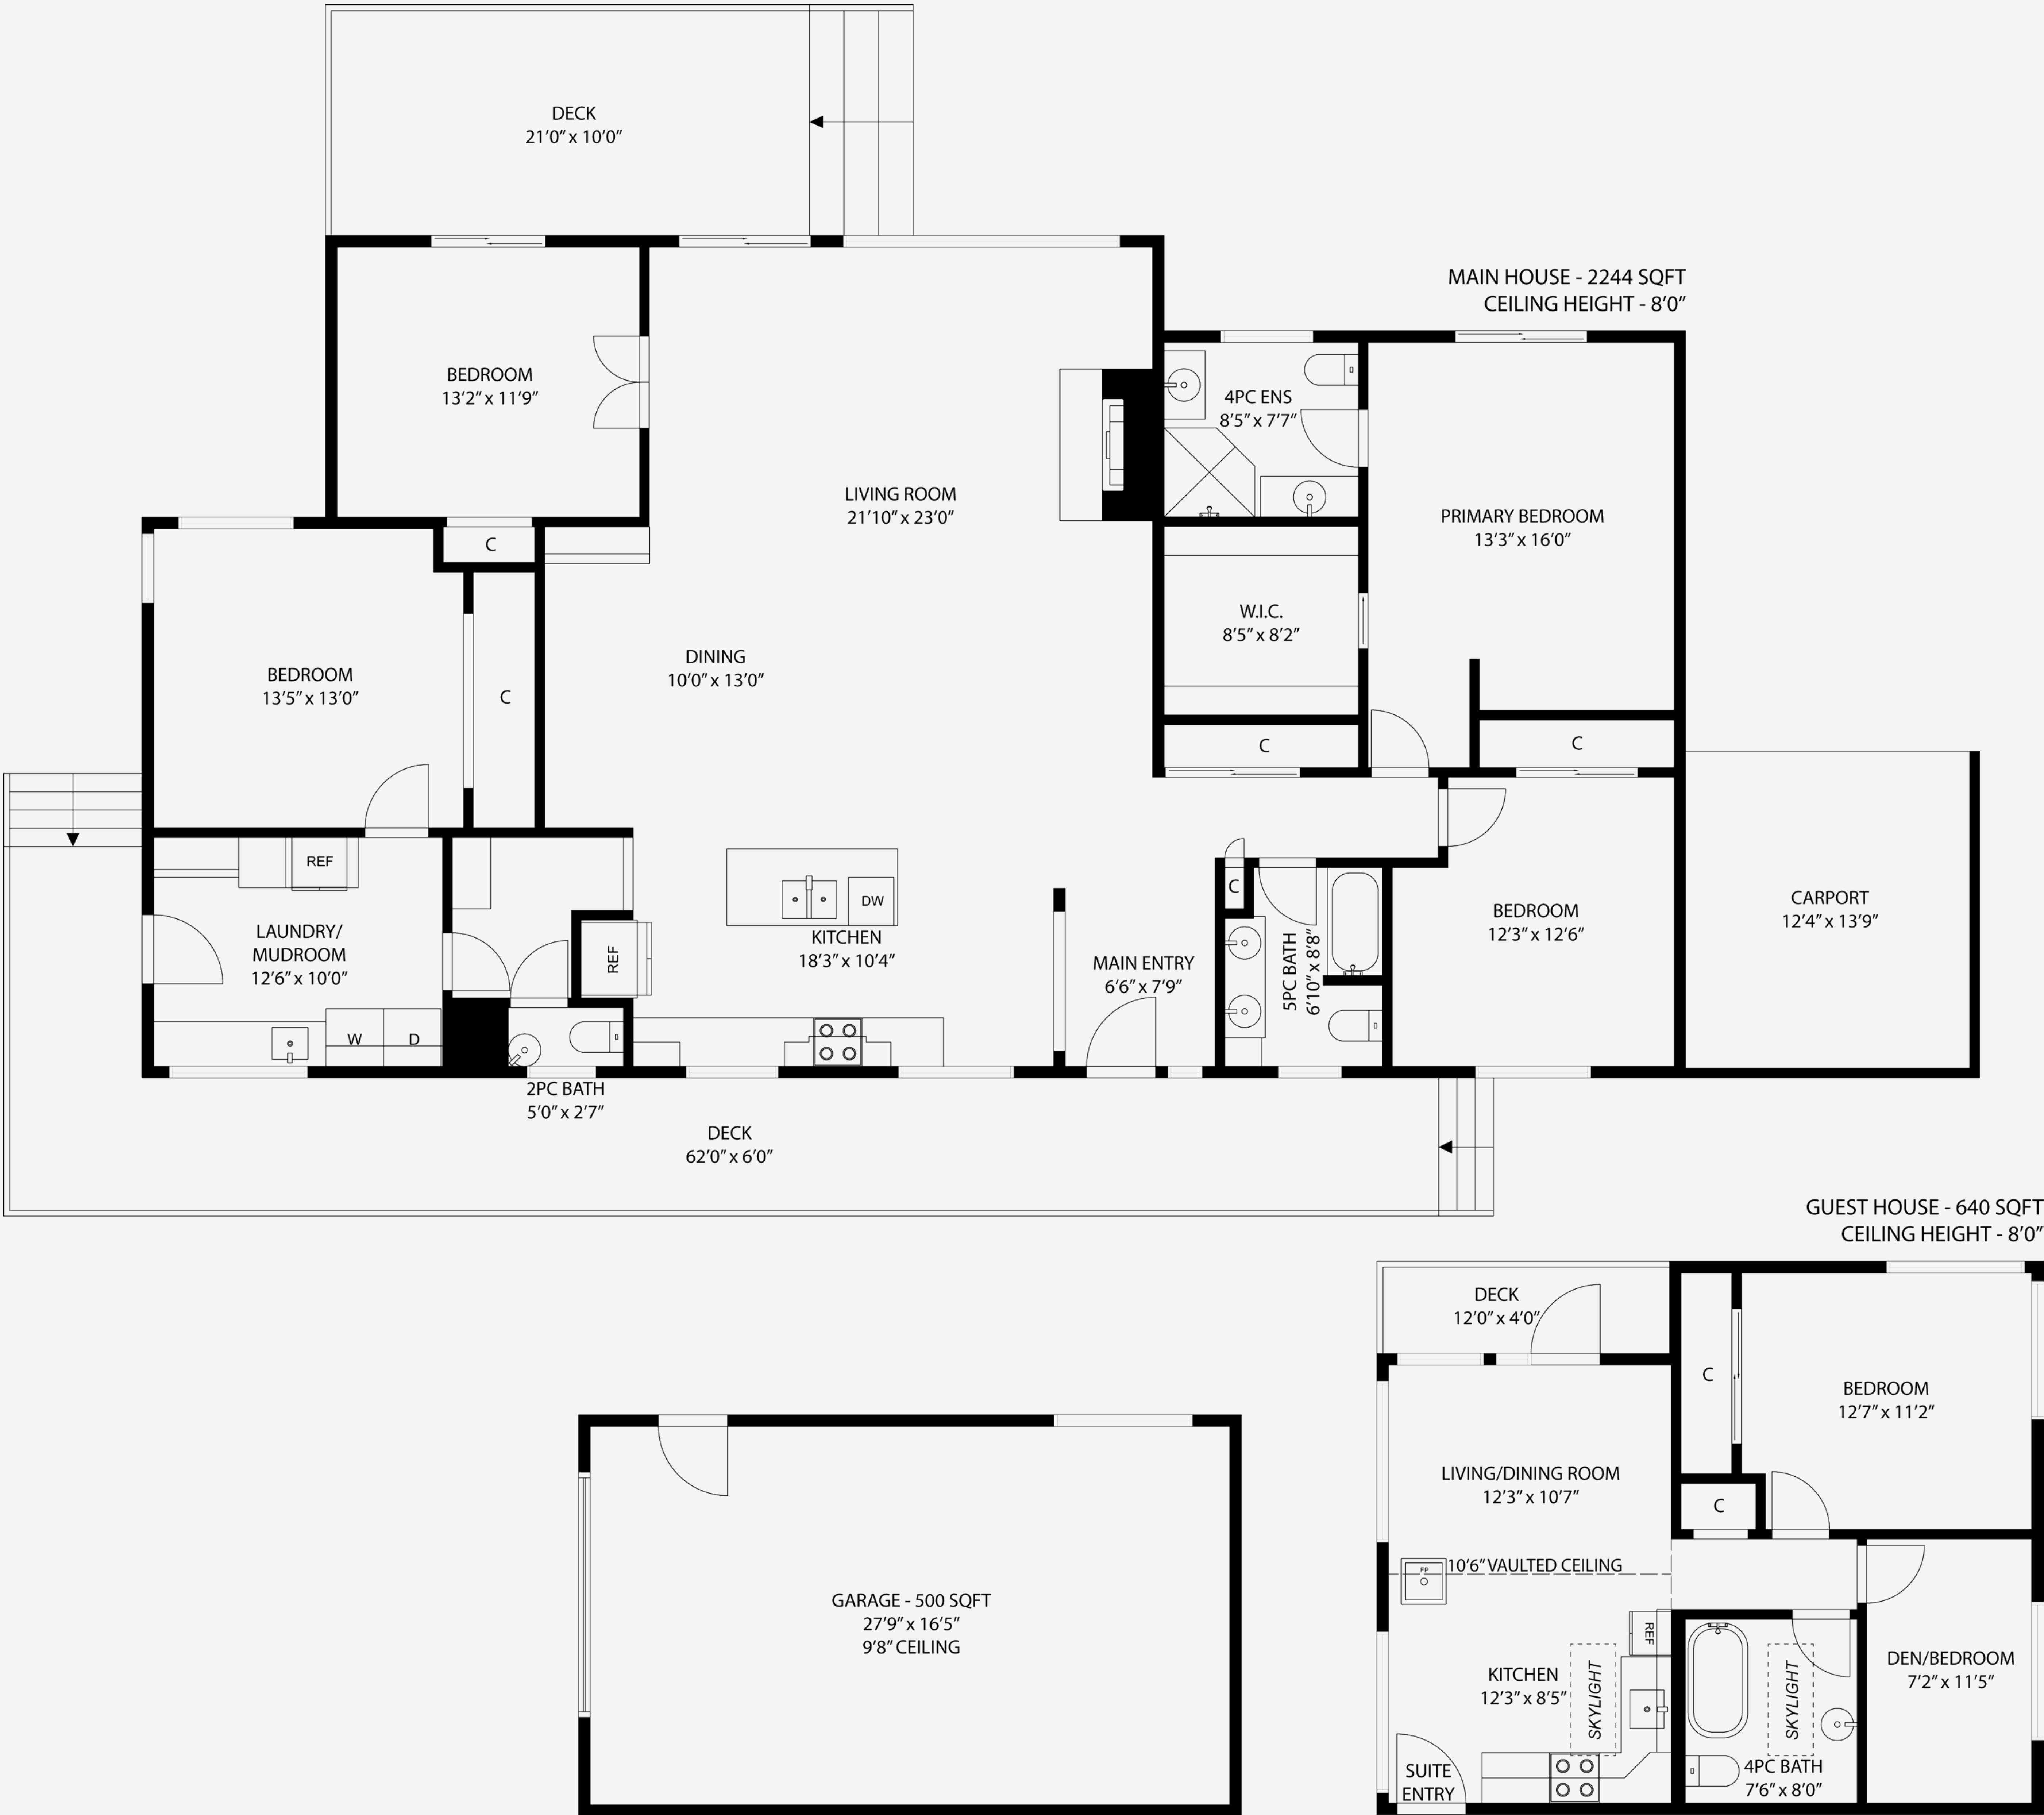 DECK
21'0" x 10'0"
MAIN HOUSE - 2244 SQFT
CEILING HEIGHT - 8'0"
BEDROOM
13'2" x 11'9"
4PC ENS
8'5" x 7'7"
LIVING ROOM
21'10" x 23'0"
PRIMARY BEDROOM
13'3" x 16'0"
C
W.I.C.
8'5" x 8'2"
DINING
10'0" x 13'0"
BEDROOM
13'5" x 13'0"
C
C
C
REF
DW
C
CARPORT
12'4" x 13'9"
BEDROOM
12'3" x 12'6"
LAUNDRY/
MUDROOM
12'6" x 10'0"
REF
KITCHEN
18'3" x 10'4"
MAIN ENTRY
6'6" x 7'9"
5PC BATH
6'10" x 8'8"
W
D
2PC BATH
5'0" x 2'7"
DECK
62'0" x 6'0"
GUEST HOUSE - 640 SQFT
CEILING HEIGHT - 8'0"
DECK
12'0" x 4'0"
C
BEDROOM
12'7" x 11'2"
LIVING/DINING ROOM
12'3" x 10'7"
C
10'6" VAULTED CEILING
FP
GARAGE - 500 SQFT
27'9" x 16'5"
9'8" CEILING
REF
KITCHEN
12'3" x 8'5"
SKYLIGHT
SKYLIGHT
DEN/BEDROOM
7'2" x 11'5"
4PC BATH
7'6" x 8'0"
SUITE
ENTRY